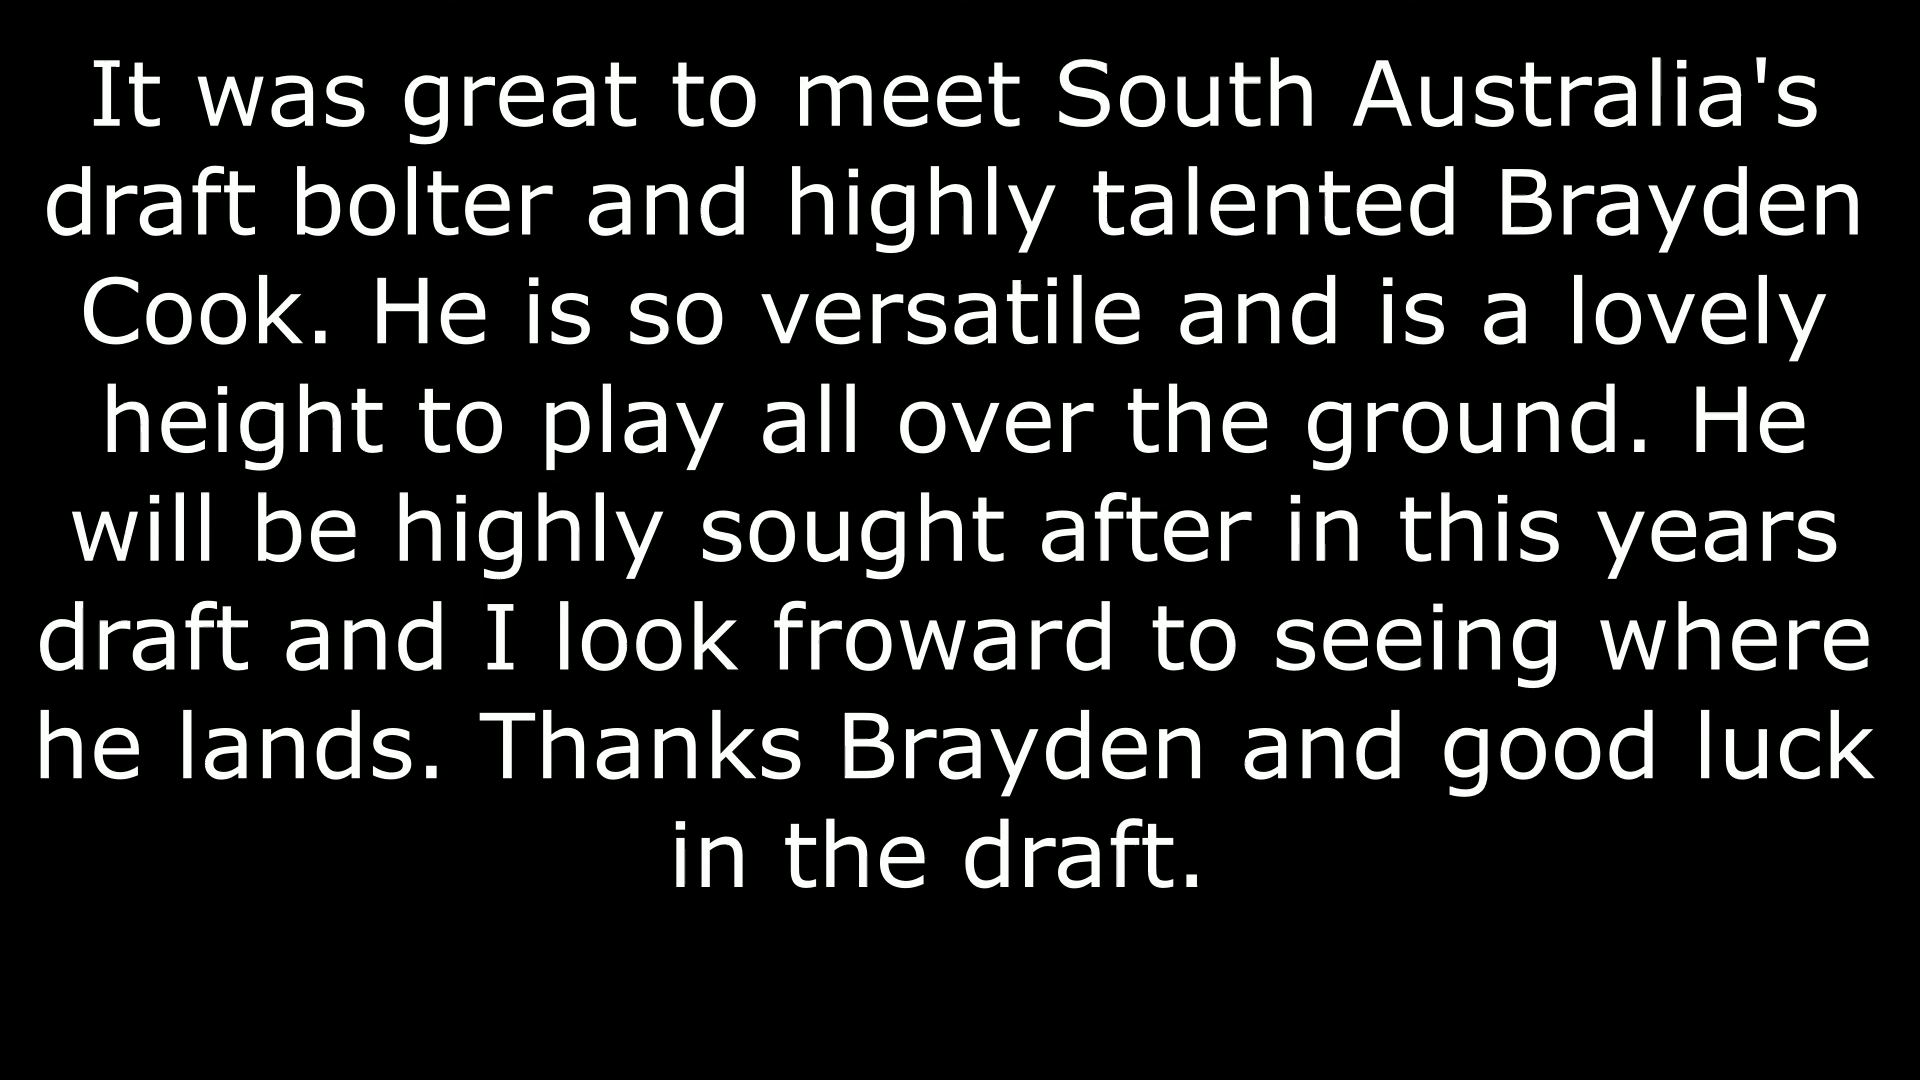 It was great to meet South Australia's
draft bolter and highly talented Brayden
Cook. He is so versatile and is a lovely
height to play all over the ground. He
will be highly sought after in this years
draft and I look froward to seeing where
he lands. Thanks Brayden and good luck
in the draft.